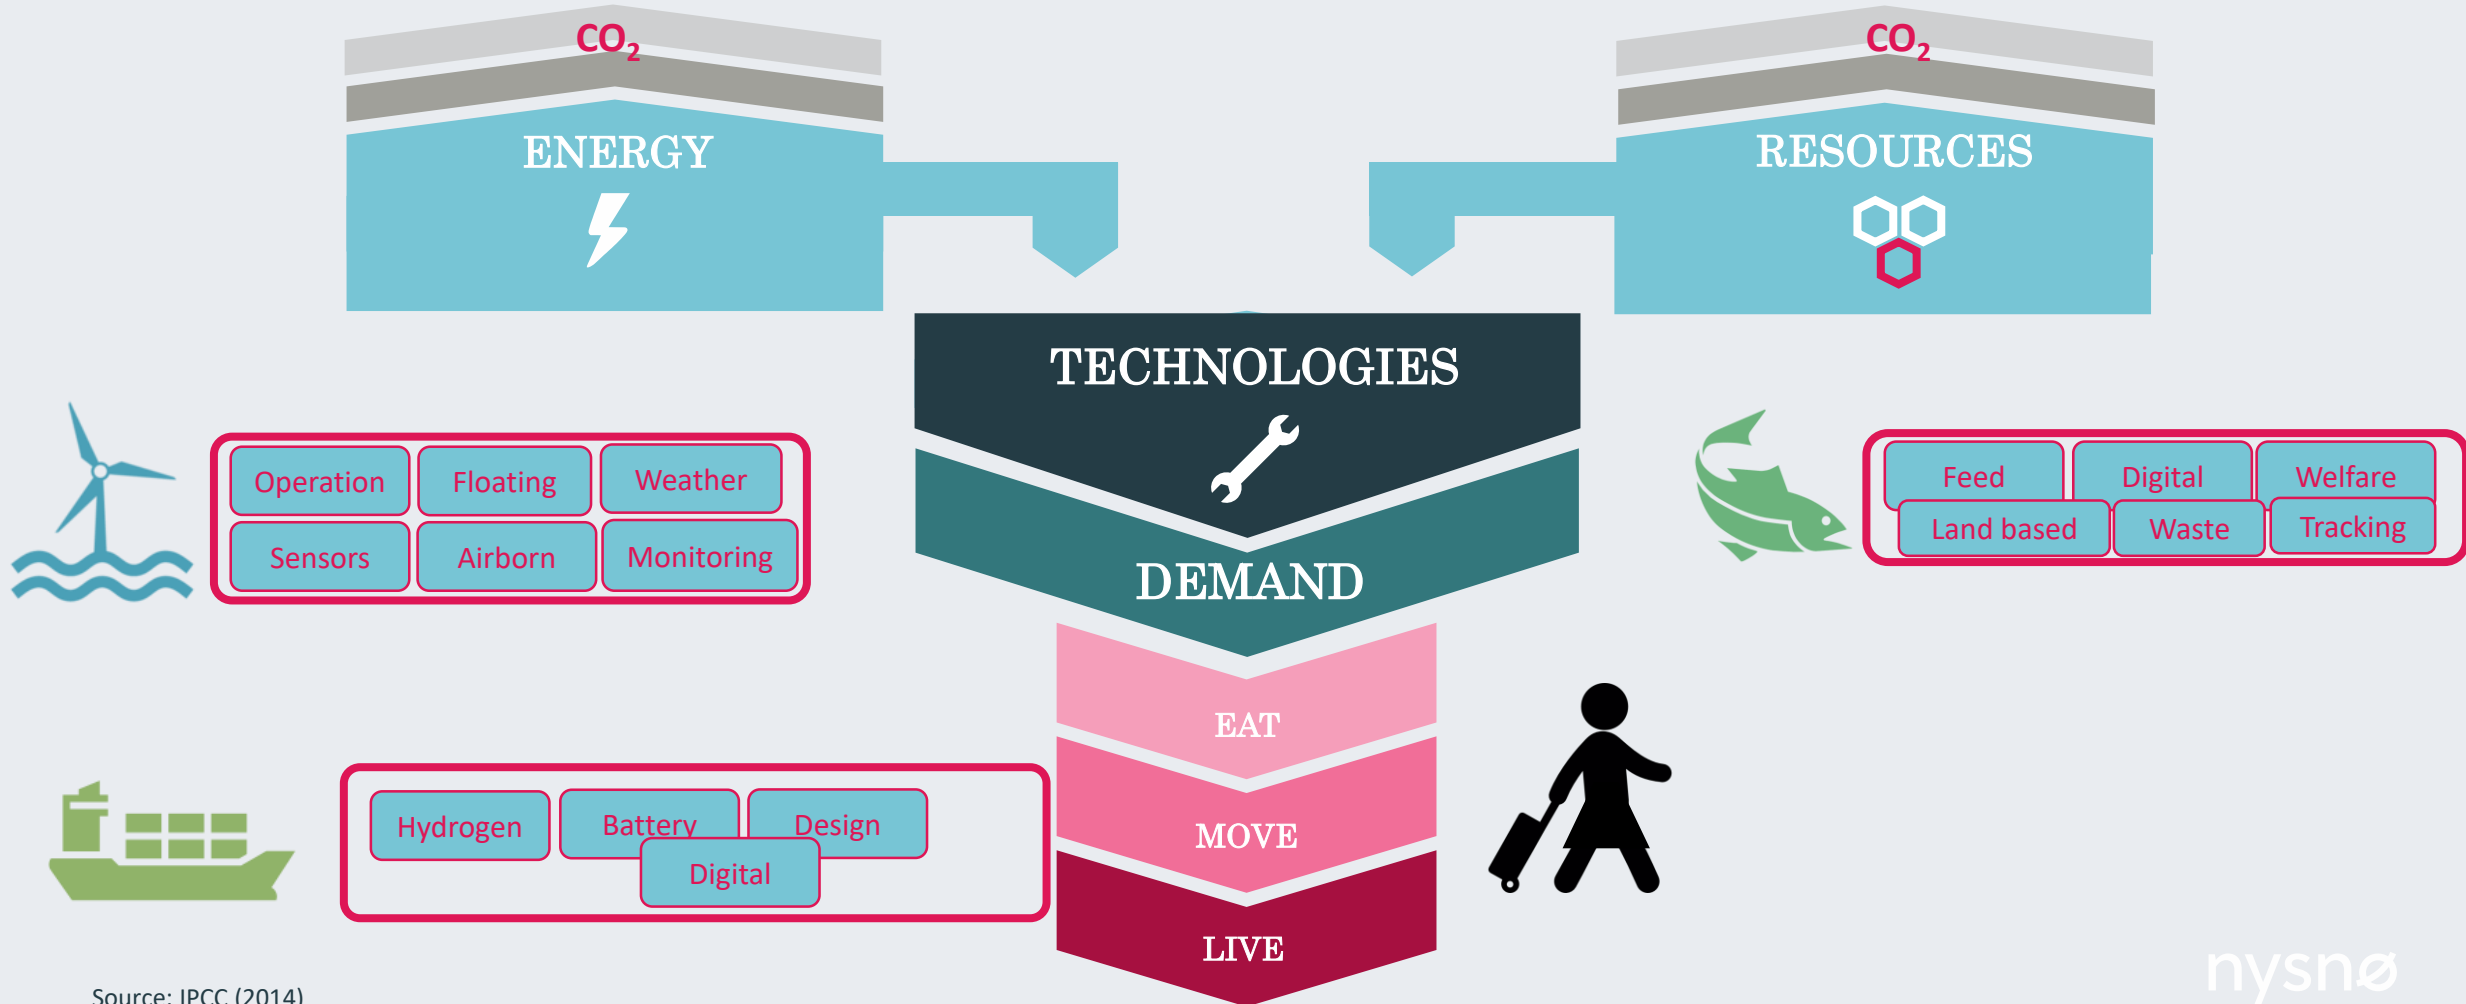 CO₂
CO₂
ENERGY
RESOURCES
TECHNOLOGIES
Operation
Floating
Weather
Sensors
Airborn
Monitoring
Feed
Digital
Welfare
Land based
Waste
Tracking
DEMAND
EAT
MOVE
LIVE
Hydrogen
Battery
Design
Digital
Source: IPCC (2014)
nysnø